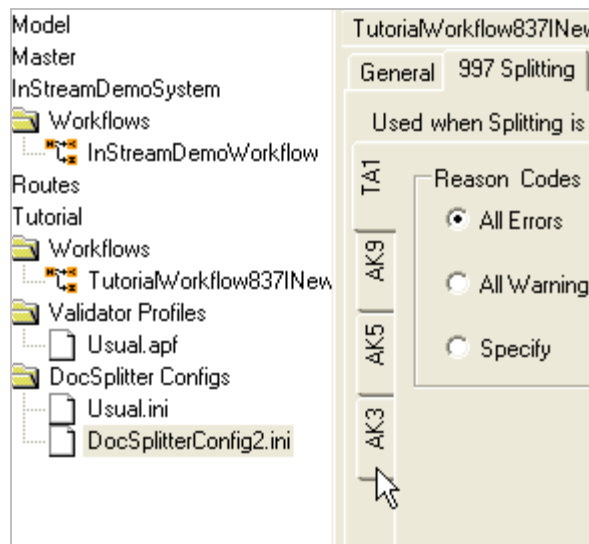 Model
Master
InStreamDemoSystem
Workflows
InStreamDemoWorkflow
Routes
Tutorial
Workflows
TutorialWorkflow837INew
Validator Profiles
Usual.apf
DocSplitter Configs
Usual.ini
DocSplitterConfig2.ini
TutorialWorkflow837INew
General 997 Splitting
Used when Splitting is
TA1
AK9
AK5
AK3
Reason Codes
All Errors
All Warning
Specify